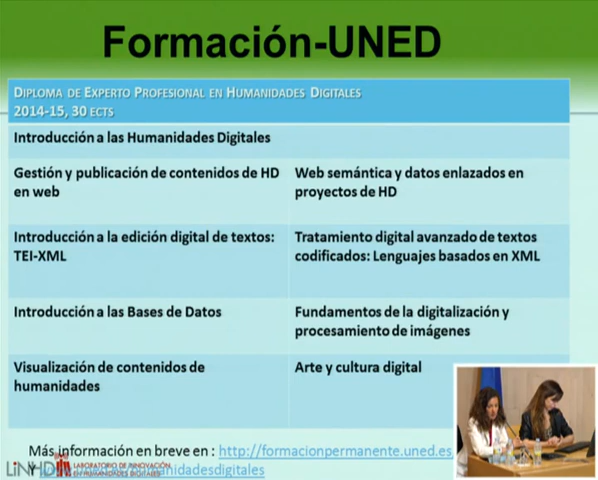 Formación-UNED
DIPLOMA DE EXPERTO PROFESIONAL EN HUMANIDADES DIGITALES
2014-15, 30 ECTS
Introducción a las Humanidades Digitales
Gestión y publicación de contenidos de HD
en web
Web semántica y datos enlazados en
proyectos de HD
Introducción a la edición digital de textos:
TEI-XML
Tratamiento digital avanzado de textos
codificados: Lenguajes basados en XML
Introducción a las Bases de Datos
Fundamentos de la digitalización y
procesamiento de imágenes
Visualización de contenidos de
humanidades
Arte y cultura digital
Más información en breve en : http://formacionpermanente.uned.es
Y
LINHD LABORATORIO DE INNOVACIÓN
EN HUMANIDADES DIGITALES